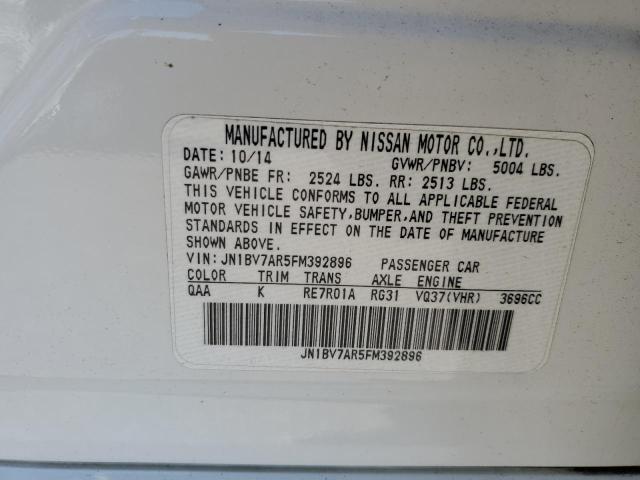 MANUFACTURED BY NISSAN MOTOR CO.,LTD.
DATE: 10/14 GVWR/PNBV: 5004 LBS.
GAWR/PNBE FR: 2524 LBS. RR: 2513 LBS.
THIS VEHICLE CONFORMS TO ALL APPLICABLE FEDERAL
MOTOR VEHICLE SAFETY,BUMPER,AND THEFT PREVENTION
STANDARDS IN EFFECT ON THE DATE OF MANUFACTURE
SHOWN ABOVE.
VIN: JN1BV7AR5FM392896 PASSENGER CAR
COLOR TRIM TRANS AXLE ENGINE
QAA K RE7R01A RG31 VQ37(VHR) 3696CC
JN1BV7AR5FM392896